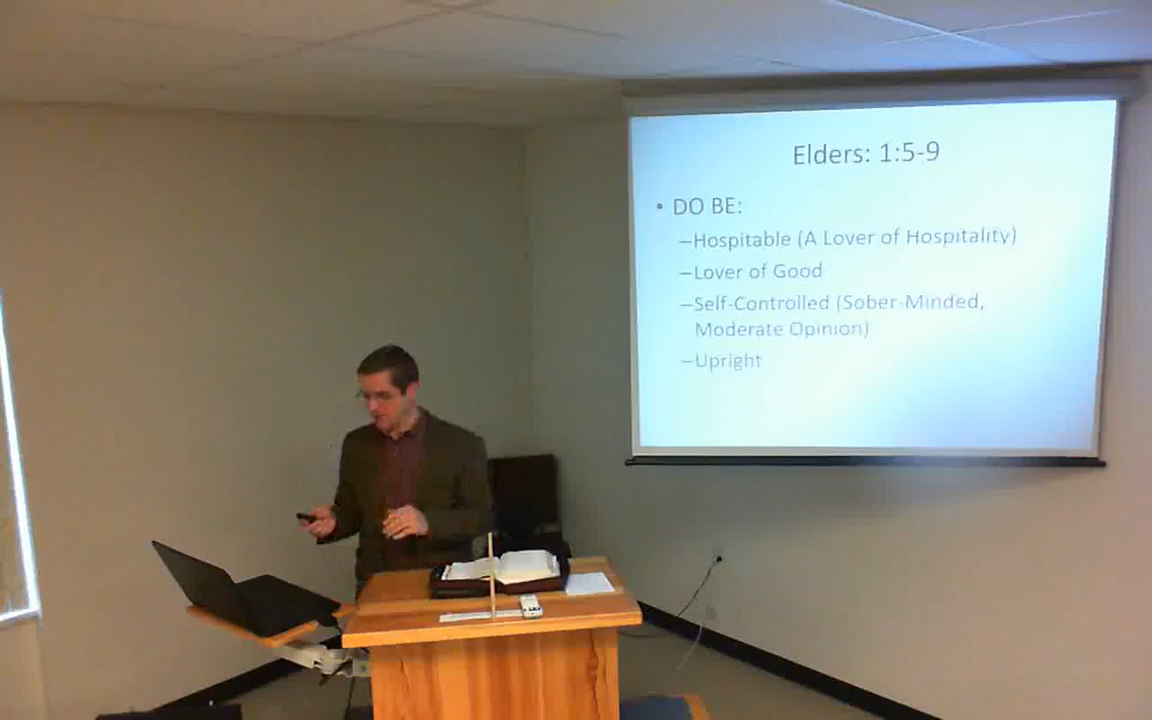 Elders: 1:5-9
• DO BE:
–Hospitable (A Lover of Hospitality)
–Lover of Good
–Self-Controlled (Sober-Minded,
Moderate Opinion)
–Upright